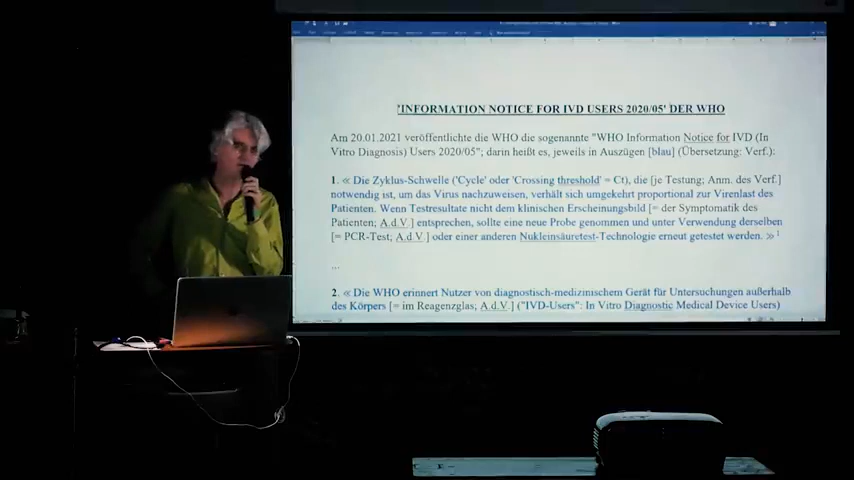 'INFORMATION NOTICE FOR IVD USERS 2020/05' DER WHO
Am 20.01.2021 veröffentlichte die WHO die sogenannte "WHO Information Notice for IVD (In
Vitro Diagnosis) Users 2020/05"; darin heißt es, jeweils in Auszügen [blau] (Übersetzung: Verf.):
1. « Die Zyklus-Schwelle ('Cycle' oder 'Crossing threshold' = Ct), die [je Testung; Anm. des Verf.]
notwendig ist, um das Virus nachzuweisen, verhält sich umgekehrt proportional zur Virenlast des
Patienten. Wenn Testresultate nicht dem klinischen Erscheinungsbild [= der Symptomatik des
Patienten; A.d.V.] entsprechen, sollte eine neue Probe genommen und unter Verwendung derselben
[= PCR-Test; A.d.V.] oder einer anderen Nukleinsäuretest-Technologie erneut getestet werden. » 1
...
2. « Die WHO erinnert Nutzer von diagnostisch-medizinischem Gerät für Untersuchungen außerhalb
des Körpers [= im Reagenzglas; A.d.V.] ("IVD-Users": In Vitro Diagnostic Medical Device Users)